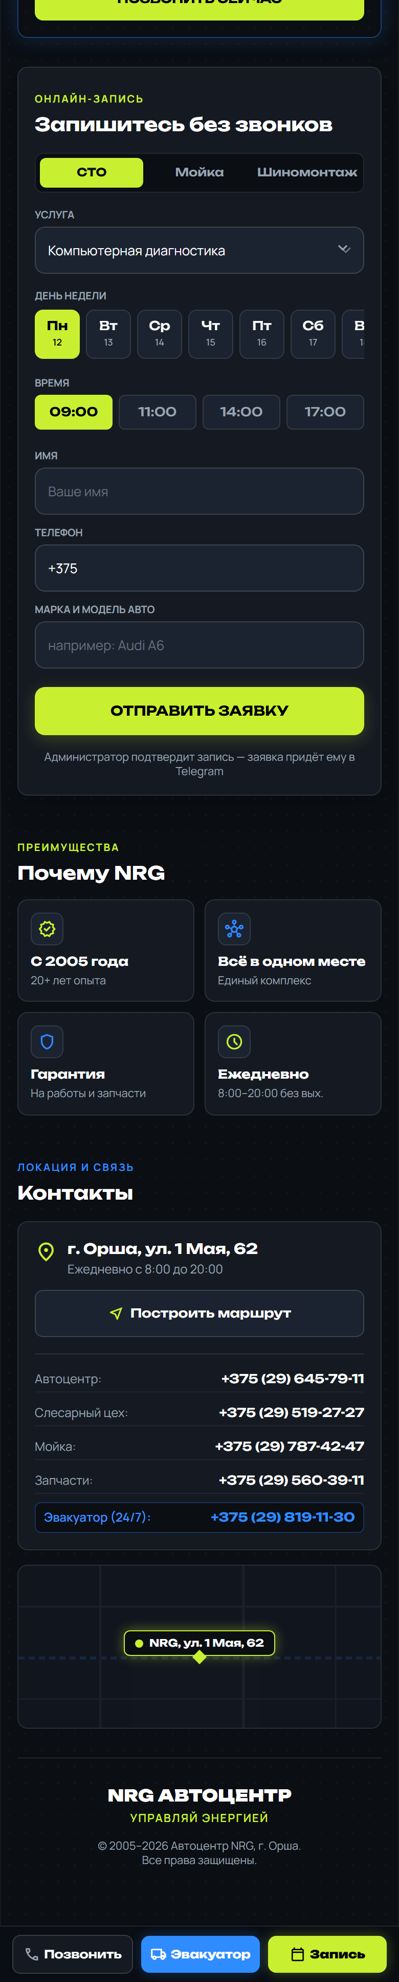 ПОЗВОНИТЬ СЕЙЧАС
ОНЛАЙН-ЗАПИСЬ
Запишитесь без звонков
СТО Мойка Шиномонтаж
УСЛУГА
Компьютерная диагностика
ДЕНЬ НЕДЕЛИ
Пн Вт Ср Чт Пт Сб
12 13 14 15 16 17
ВРЕМЯ
09:00 11:00 14:00 17:00
ИМЯ
Ваше имя
ТЕЛЕФОН
+375
МАРКА И МОДЕЛЬ АВТО
например: Audi A6
ОТПРАВИТЬ ЗАЯВКУ
Администратор подтвердит запись — заявка придёт ему в
Telegram
ПРЕИМУЩЕСТВА
Почему NRG
С 2005 года
20+ лет опыта
Всё в одном месте
Единый комплекс
Гарантия
На работы и запчасти
Ежедневно
8:00–20:00 без вых.
ЛОКАЦИЯ И СВЯЗЬ
Контакты
г. Орша, ул. 1 Мая, 62
Ежедневно с 8:00 до 20:00
Построить маршрут
Автоцентр: +375 (29) 645-79-11
Слесарный цех: +375 (29) 519-27-27
Мойка: +375 (29) 787-42-47
Запчасти: +375 (29) 560-39-11
Эвакуатор (24/7): +375 (29) 819-11-30
NRG, ул. 1 Мая, 62
NRG АВТОЦЕНТР
УПРАВЛЯЙ ЭНЕРГИЕЙ
© 2005–2026 Автоцентр NRG, г. Орша.
Все права защищены.
Позвонить Эвакуатор Запись